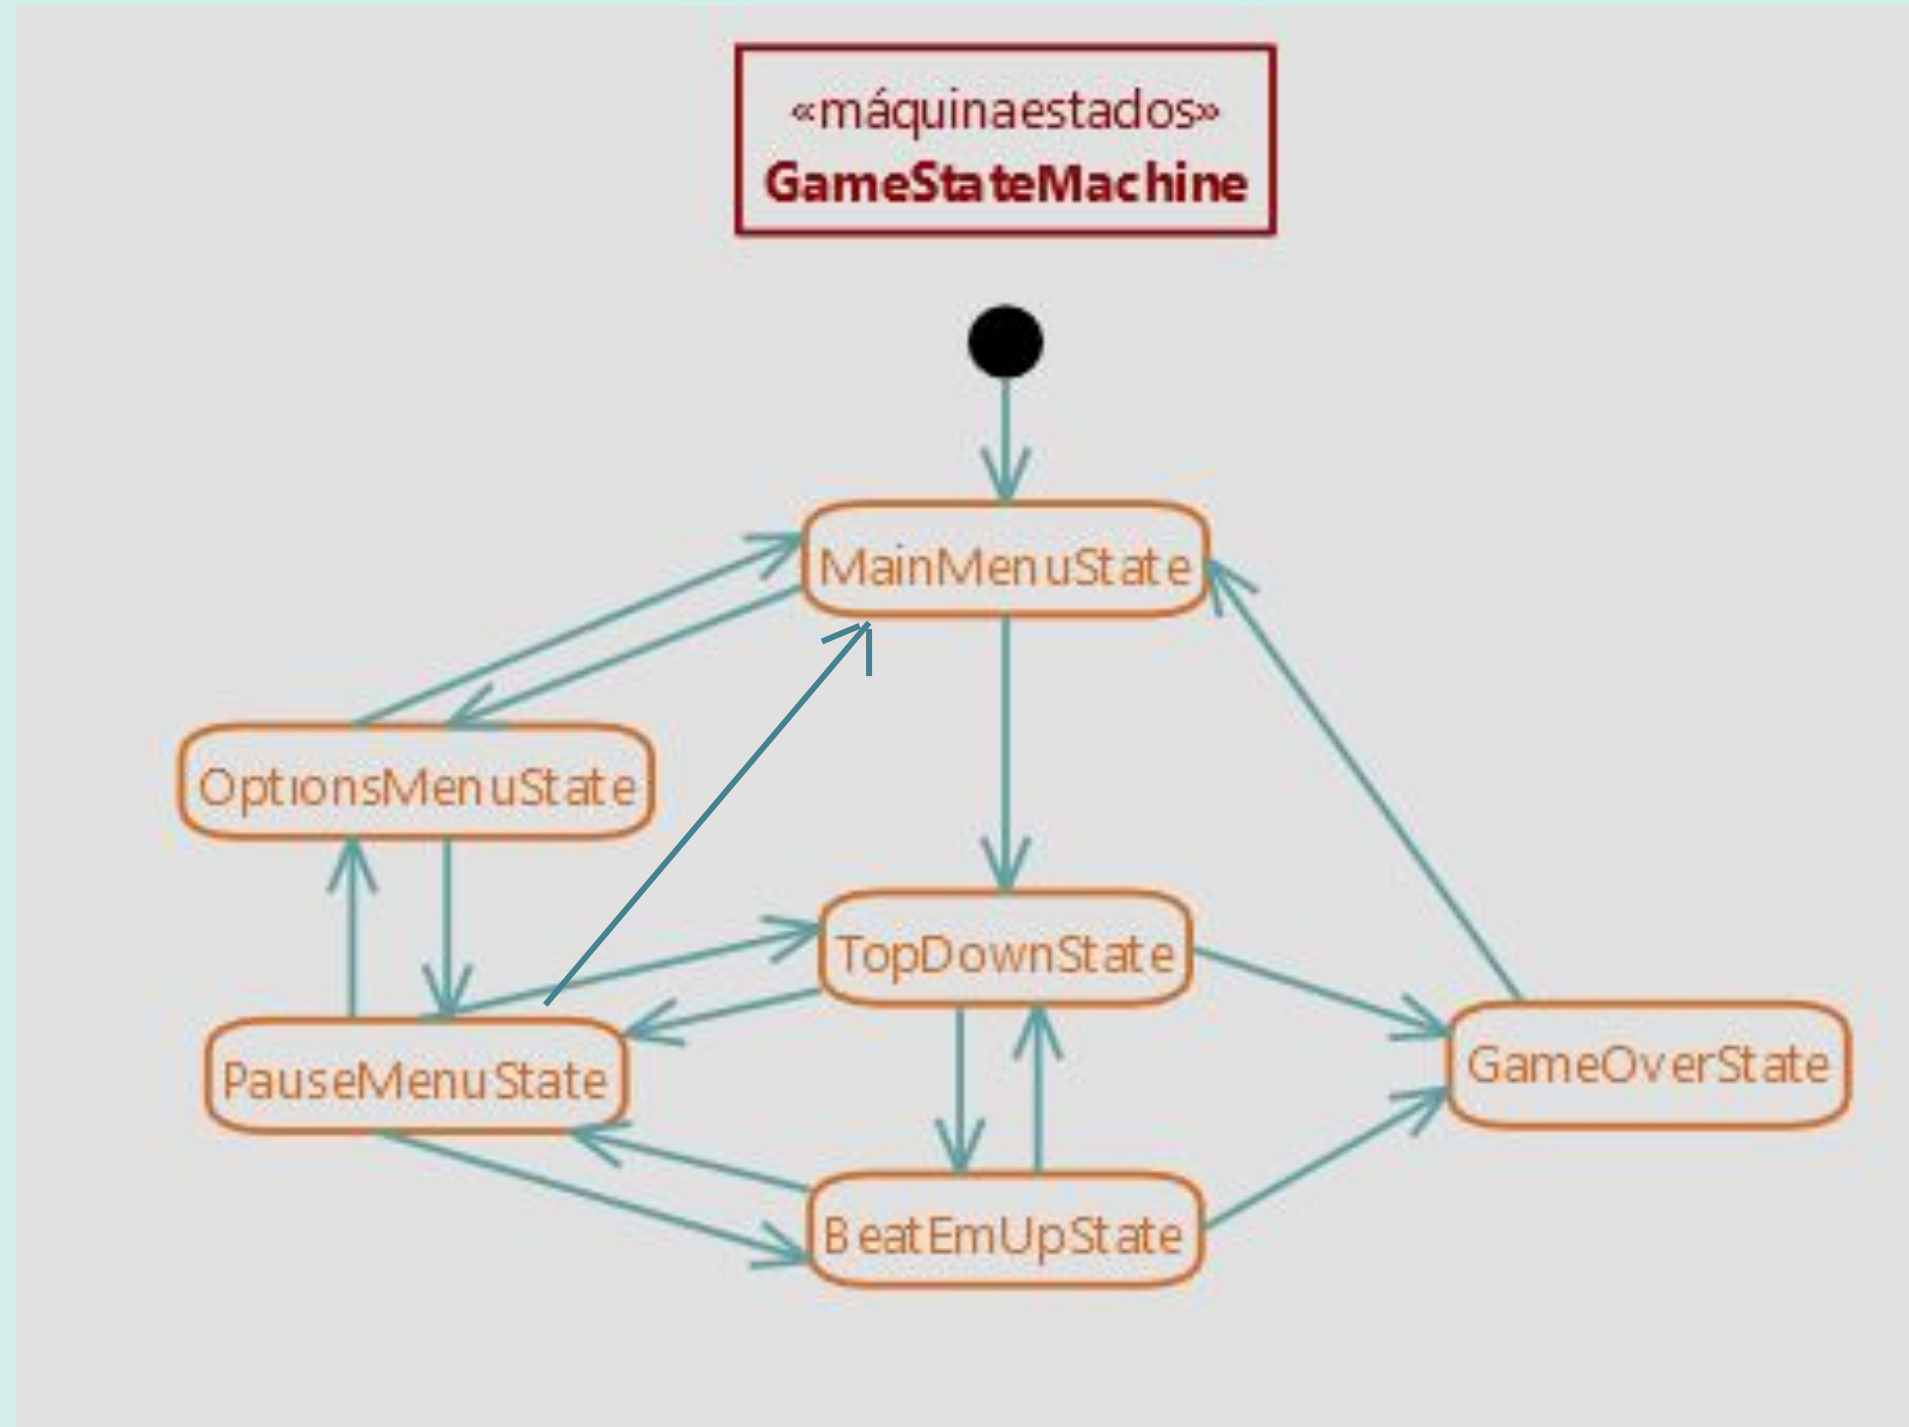 «máquinaestados»
GameStateMachine
MainMenuState
OptionsMenuState
TopDownState
GameOverState
PauseMenuState
BeatEmUpState